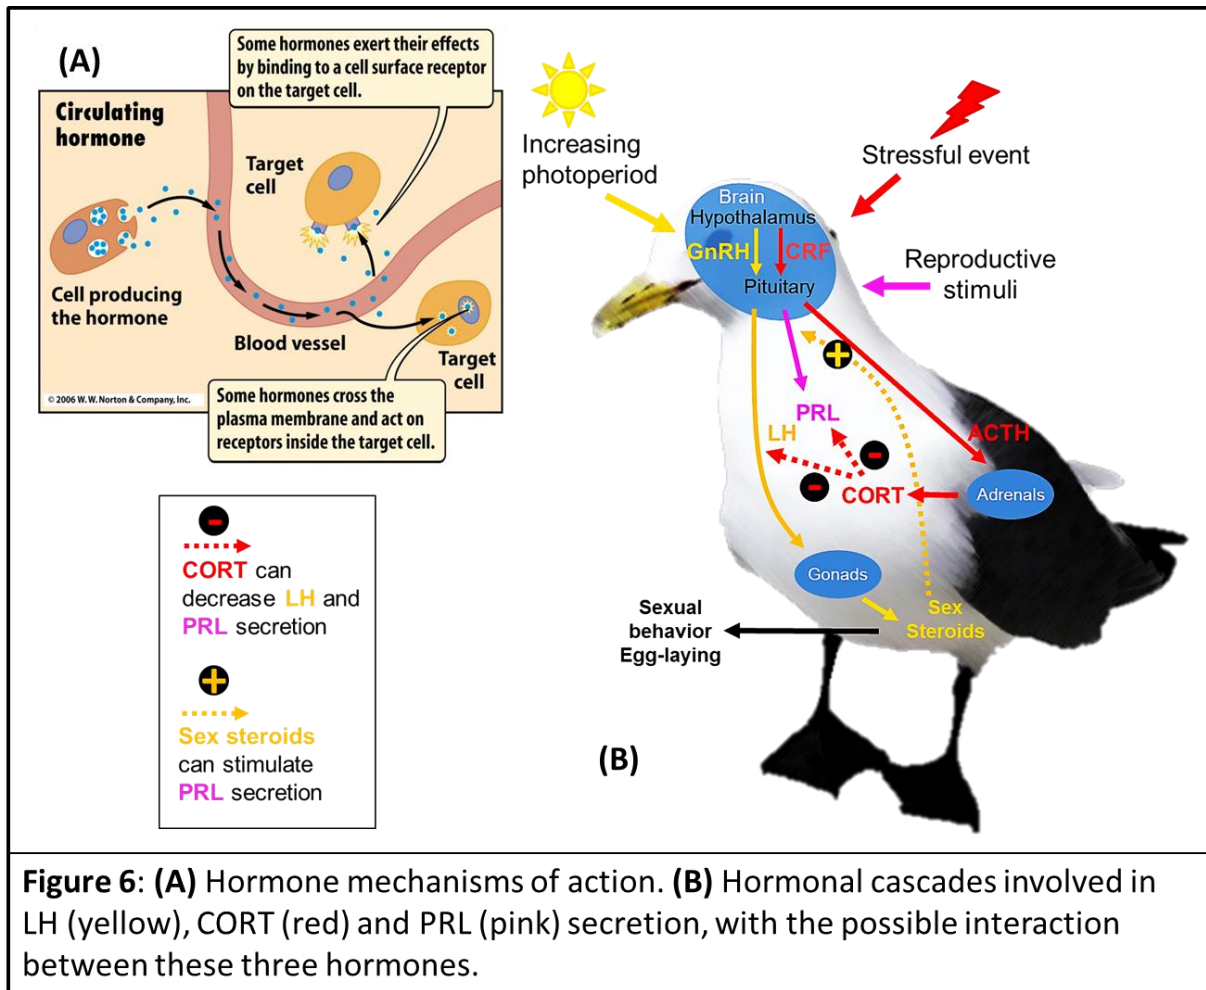 (A)
Some hormones exert their effects
by binding to a cell surface receptor
on the target cell.
Circulating
hormone
Target
cell
Cell producing
the hormone
Blood vessel
Target
cell
© 2006 W. W. Norton & Company, Inc.
Some hormones cross the
plasma membrane and act on
receptors inside the target cell.
-
CORT can
decrease LH and
PRL secretion
+
Sex steroids
can stimulate
PRL secretion
Increasing
photoperiod
Stressful event
Brain
Hypothalamus
GnRH
CRF
Pituitary
Reproductive
stimuli
+
PRL
LH
ACTH
-
-
CORT
Adrenals
Gonads
Sex
Steroids
Sexual
behavior
Egg-laying
(B)
Figure 6: (A) Hormone mechanisms of action. (B) Hormonal cascades involved in
LH (yellow), CORT (red) and PRL (pink) secretion, with the possible interaction
between these three hormones.